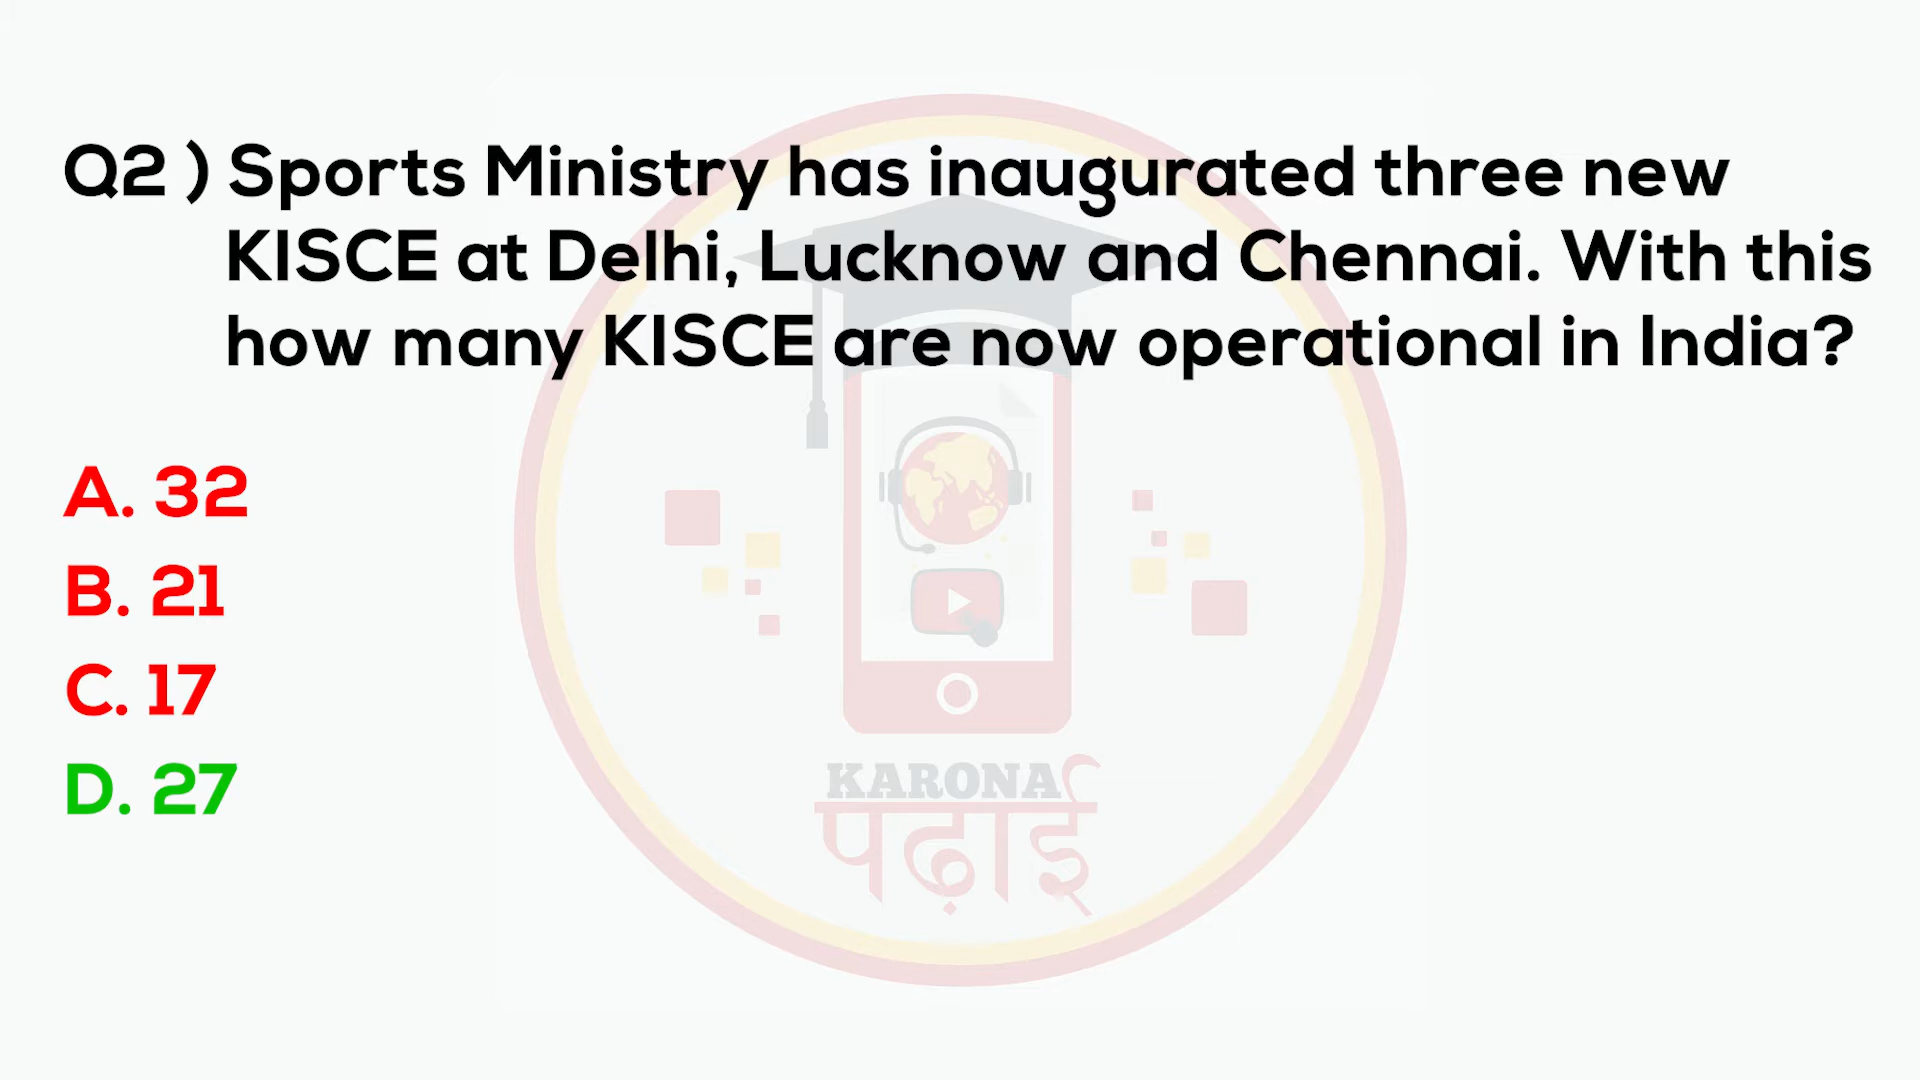 Q2 ) Sports Ministry has inaugurated three new
KISCE at Delhi, Lucknow and Chennai. With this
how many KISCE are now operational in India?
A. 32
B. 21
C. 17
D. 27
KARONA
पढ़ाई